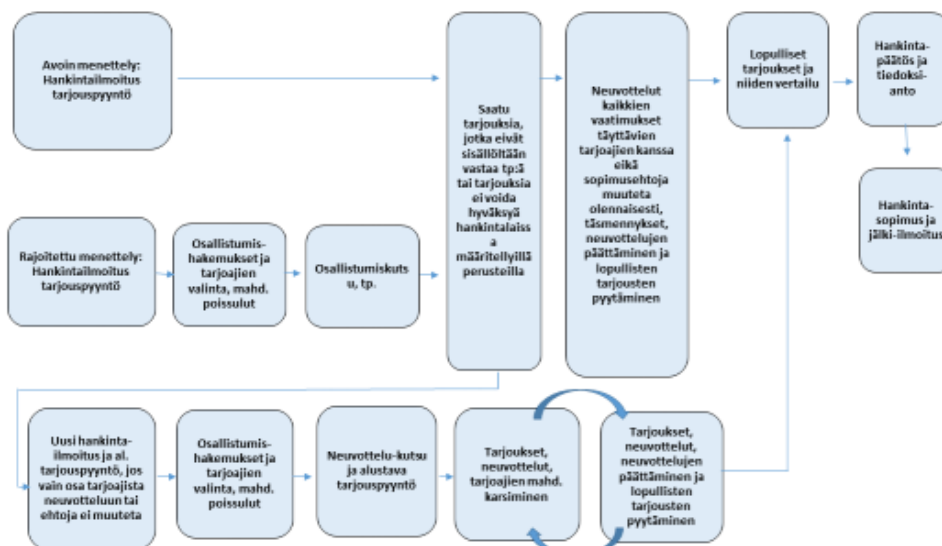 Avoin menettely:
Hankintailmoitus
tarjouspyyntö
Saatu
tarjouksia,
jotka eivät
sisällöltään
vastaa tp:ä
tai tarjouksia
ei voida
hyväksyä
hankintalaiss
a
määritellyillä
perusteilla
Neuvottelut
kaikkien
vaatimukset
täyttävien
tarjoajien kanssa
eikä
sopimusehtoja
muuteta
olennaisesti,
täsmennykset,
neuvottelujen
päättäminen ja
lopullisten
tarjousten
pyytäminen
Lopulliset
tarjoukset ja
niiden vertailu
Hankinta-
päätös ja
tiedoksi-
anto
Hankinta-
sopimus ja
jälki-ilmoitus
Rajoitettu menettely:
Hankintailmoitus
tarjouspyyntö
Osallistumis-
hakemukset ja
tarjoajien
valinta, mahd.
poissulut
Osallistumiskuts
u, tp.
Uusi hankinta-
ilmoitus ja al.
tarjouspyyntö, jos
vain osa tarjoajista
neuvotteluun tai
ehtoja ei muuteta
Osallistumis-
hakemukset ja
tarjoajien
valinta, mahd.
poissulut
Neuvottelu-kutsu
ja alustava
tarjouspyyntö
Tarjoukset,
neuvottelut,
tarjoajien mahd.
karsiminen
Tarjoukset,
neuvottelut,
neuvottelujen
päättäminen ja
lopullisten
tarjousten
pyytäminen